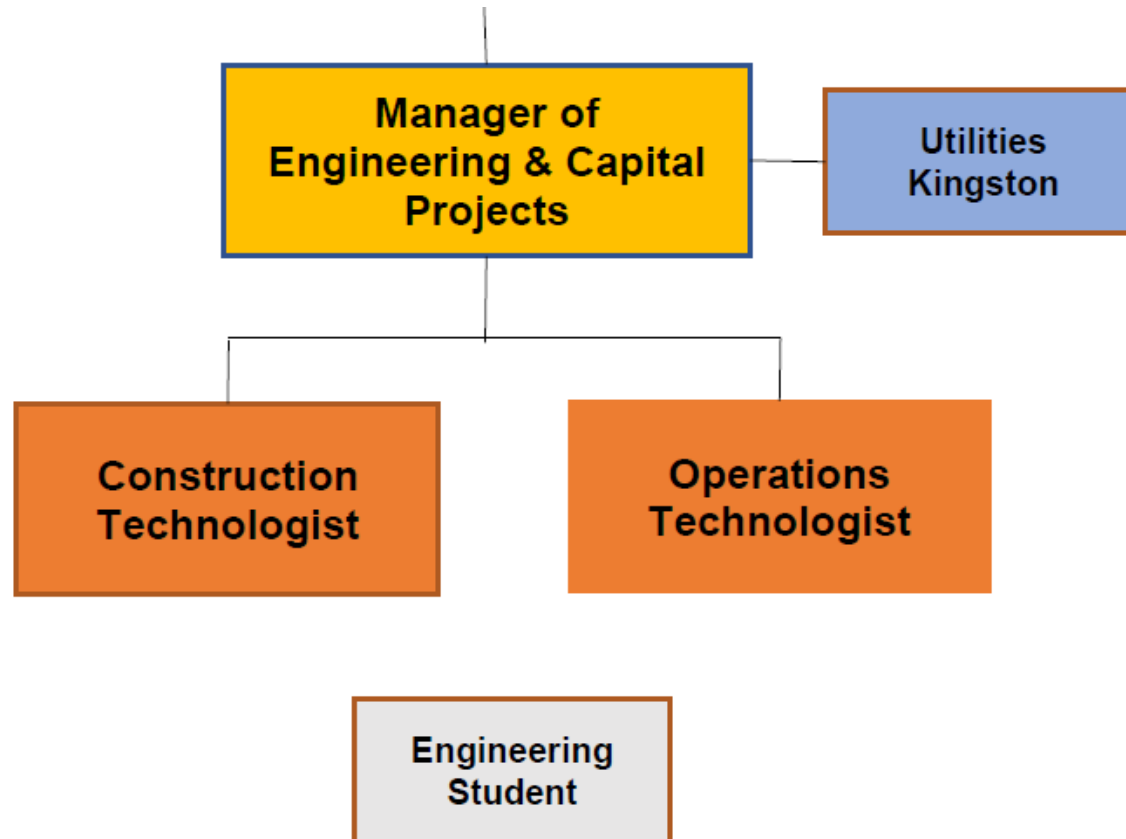 Manager of
Engineering & Capital
Projects
Utilities
Kingston
Construction
Technologist
Operations
Technologist
Engineering
Student